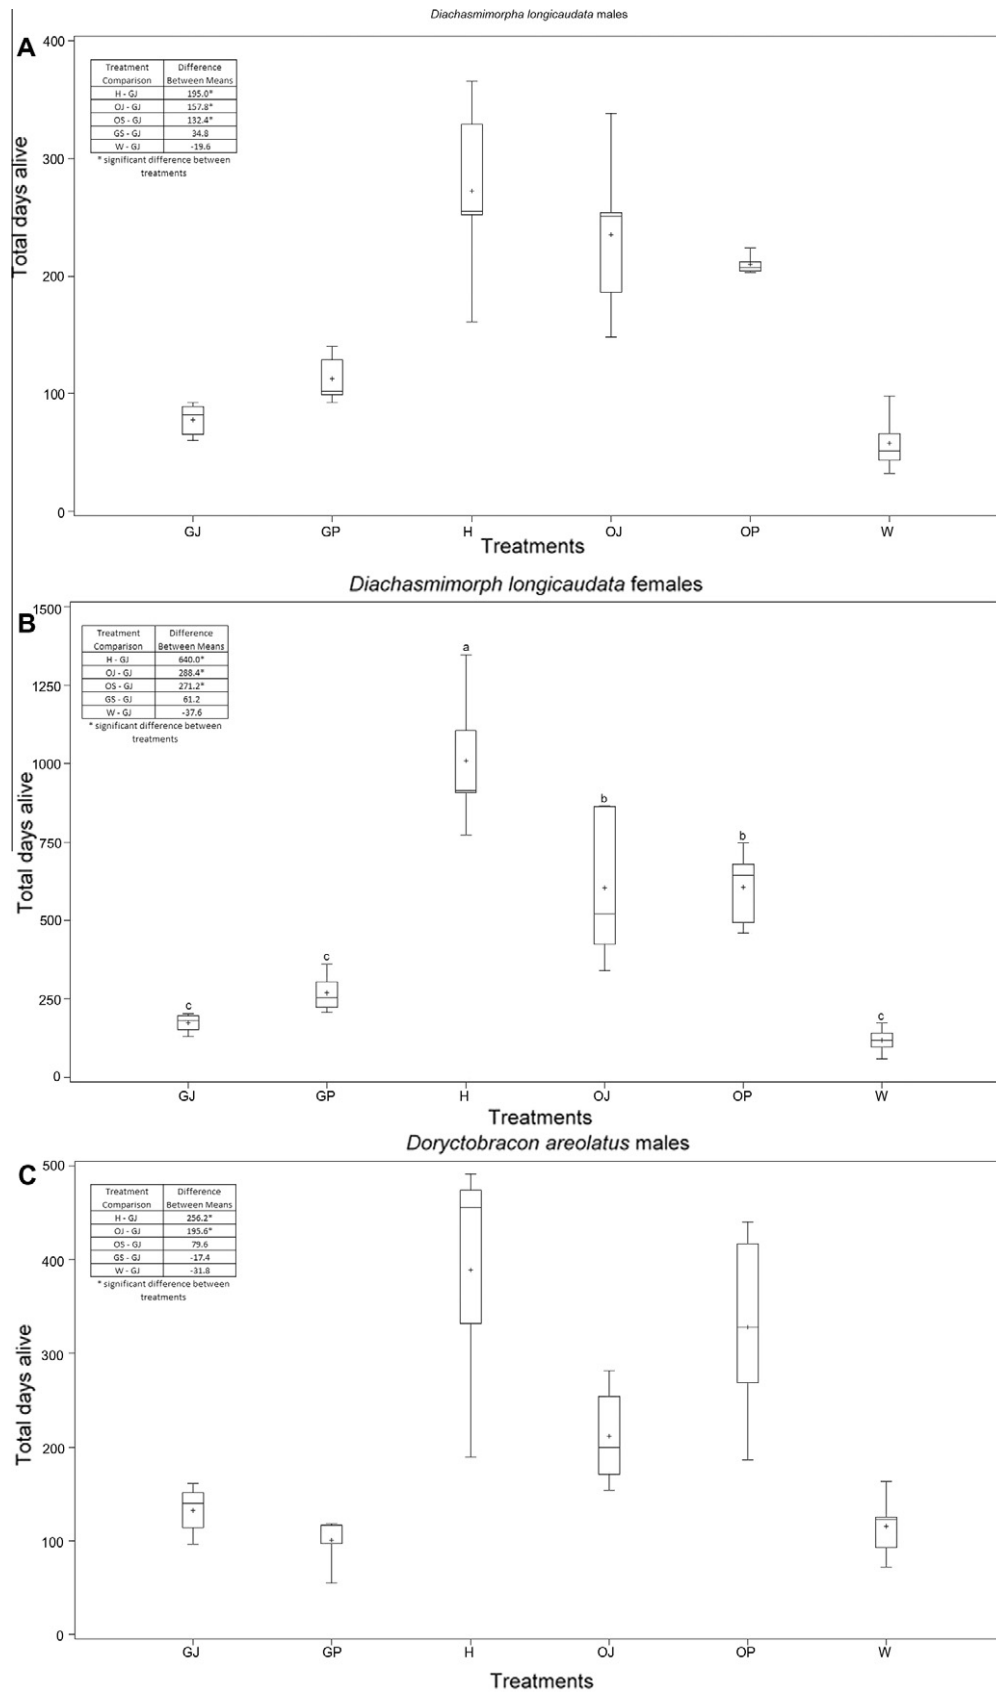 Diachasmimorpha longicaudata males
A
400
300
200
100
0
Total days alive
Treatment Comparison
Difference Between Means
H - GJ 195.0*
OJ - GJ 157.8*
OS - GJ 132.4*
GS - GJ 34.8
W - GJ -19.6
* significant difference between
treatments
GJ GP H OJ OP W
Treatments
Diachasmimorph longicaudata females
B
1500
1250
1000
750
500
250
0
Total days alive
Treatment Comparison
Difference Between Means
H - GJ 640.0*
OJ - GJ 288.4*
OS - GJ 271.2*
GS - GJ 61.2
W - GJ -37.6
* significant difference between
treatments
c c a b b c
GJ GP H OJ OP W
Treatments
Doryctobracon areolatus males
C
500
400
300
200
100
0
Total days alive
Treatment Comparison
Difference Between Means
H - GJ 256.2*
OJ - GJ 195.6*
OS - GJ 79.6
GS - GJ -17.4
W - GJ -31.8
* significant difference between
treatments
GJ GP H OJ OP W
Treatments